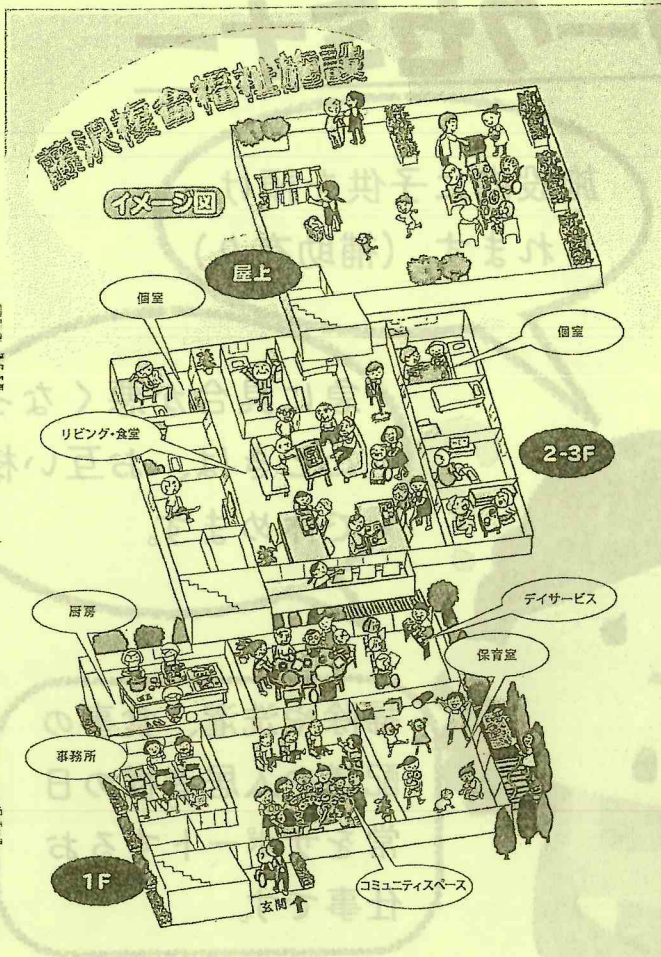 藤沢複合福祉施設
イメージ図
屋上
個室
個室
リビング・食堂
2-3F
厨房
デイサービス
保育室
事務所
1F
コミュニティスペース
玄関